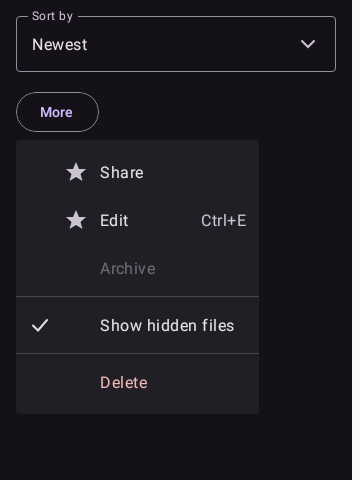 Sort by
Newest
More
Share
Edit Ctrl+E
Archive
Show hidden files
Delete